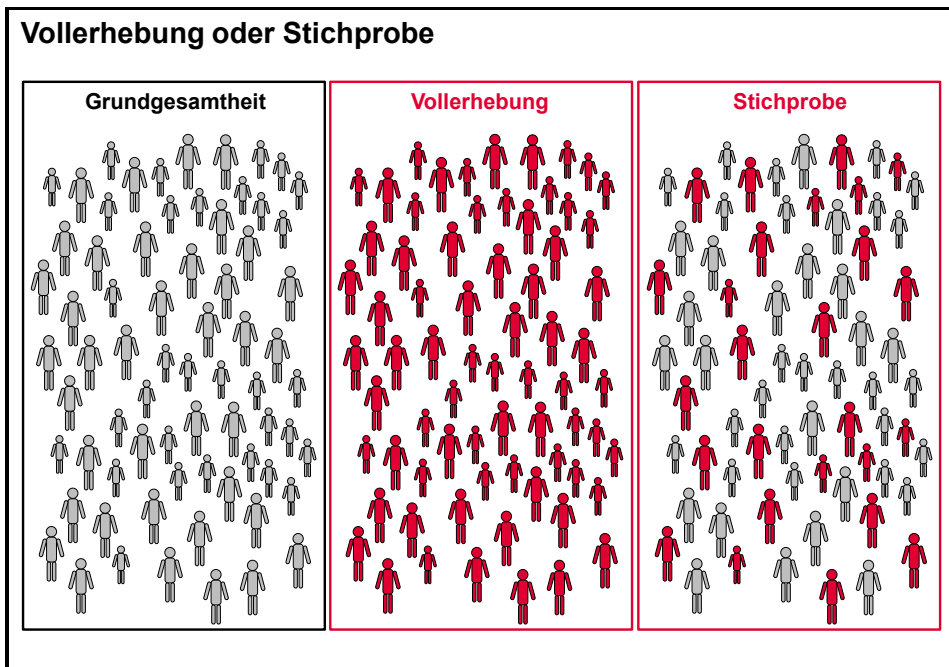 Vollerhebung oder Stichprobe
Grundgesamtheit
Vollerhebung
Stichprobe